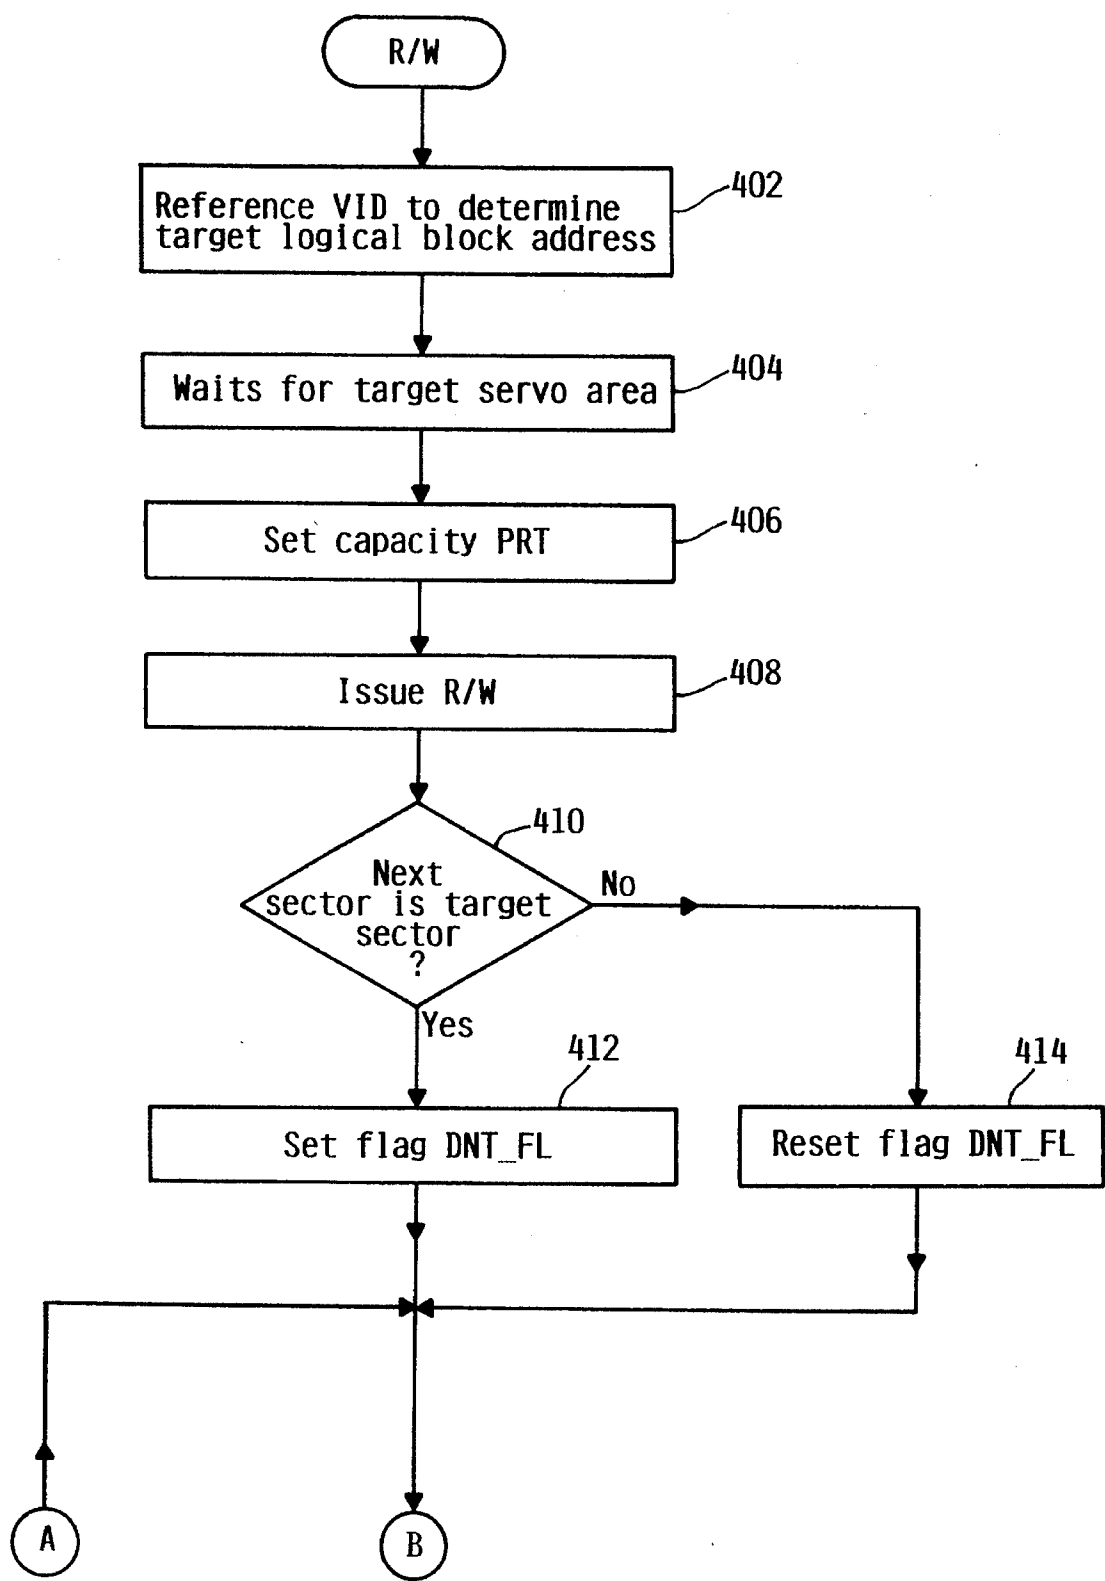 R/W
402
Reference VID to determine
target logical block address
404
Waits for target servo area
406
Set capacity PRT
408
Issue R/W
410
Next
sector is target
sector
?
No
Yes
412
Set flag DNT_FL
414
Reset flag DNT_FL
A
B